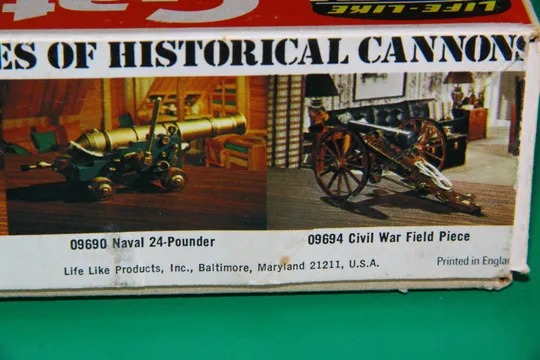 LIFE-LIKE
ES OF HISTORICAL CANNONS
09690 Naval 24-Pounder
09694 Civil War Field Piece
Life Like Products, Inc., Baltimore, Maryland 21211, U.S.A.
Printed in Englan